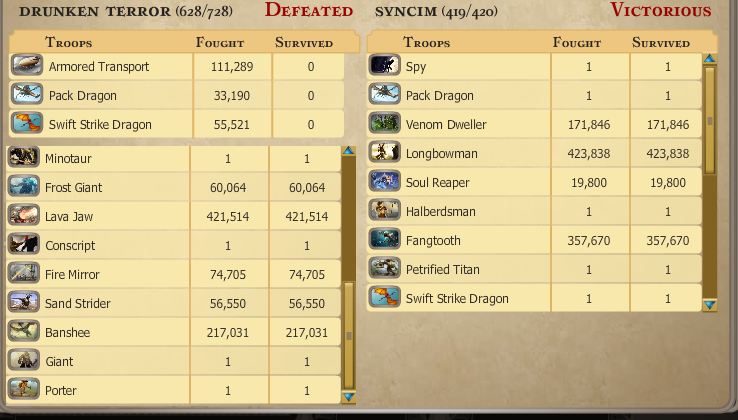 DRUNKEN TERROR (628/728) DEFEATED
TROOPS FOUGHT SURVIVED
Armored Transport 111,289 0
Pack Dragon 33,190 0
Swift Strike Dragon 55,521 0
Minotaur 1 1
Frost Giant 60,064 60,064
Lava Jaw 421,514 421,514
Conscript 1 1
Fire Mirror 74,705 74,705
Sand Strider 56,550 56,550
Banshee 217,031 217,031
Giant 1 1
Porter 1 1
SYNCIM (419/420) VICTORIOUS
TROOPS FOUGHT SURVIVED
Spy 1 1
Pack Dragon 1 1
Venom Dweller 171,846 171,846
Longbowman 423,838 423,838
Soul Reaper 19,800 19,800
Halberdsman 1 1
Fangtooth 357,670 357,670
Petrified Titan 1 1
Swift Strike Dragon 1 1